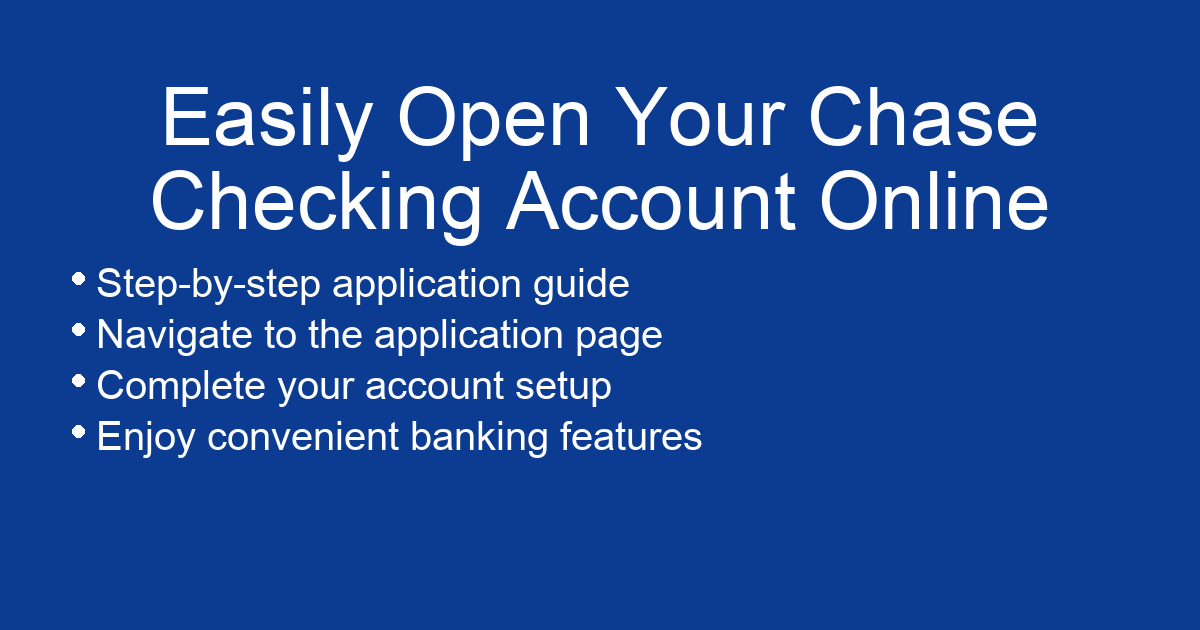 Easily Open Your Chase
Checking Account Online
• Step-by-step application guide
• Navigate to the application page
• Complete your account setup
• Enjoy convenient banking features